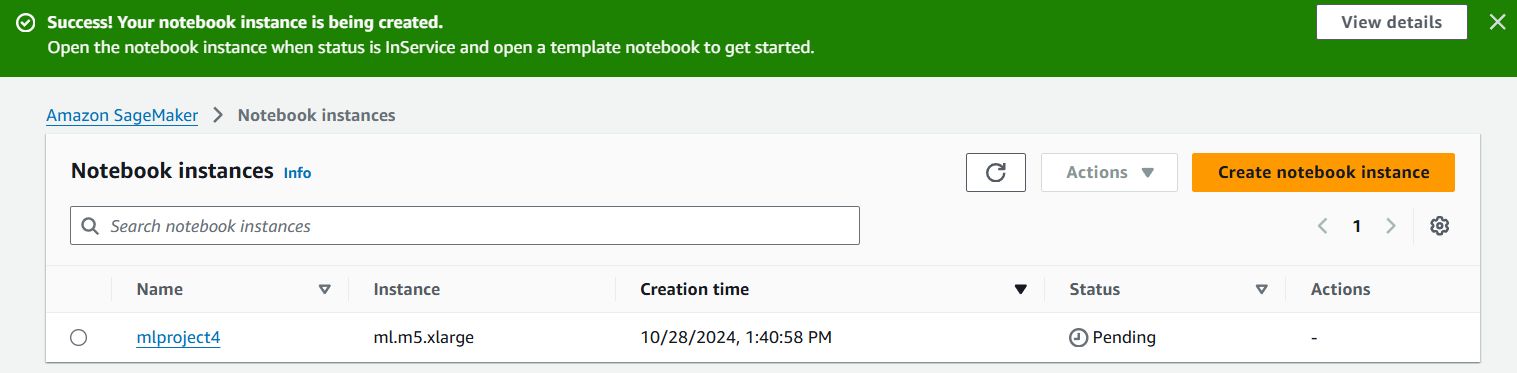 Success! Your notebook instance is being created.
View details
Open the notebook instance when status is InService and open a template notebook to get started.
Amazon SageMaker > Notebook instances
Notebook instances Info
Actions
Create notebook instance
Search notebook instances
1
Name Instance Creation time Status Actions
mlproject4 ml.m5.xlarge 10/28/2024, 1:40:58 PM Pending -